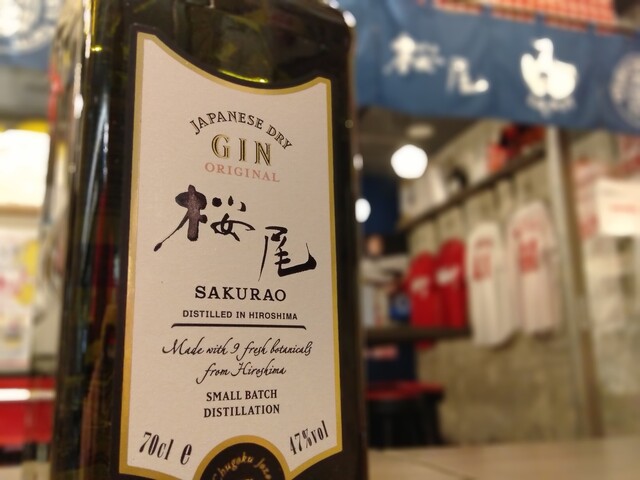 桜尾
JAPANESE DRY
GIN
ORIGINAL
桜尾
SAKURAO
DISTILLED IN HIROSHIMA
Made with 9 fresh botanicals
from Hiroshima
SMALL BATCH
DISTILLATION
70cl e
47%vol
Chugoku